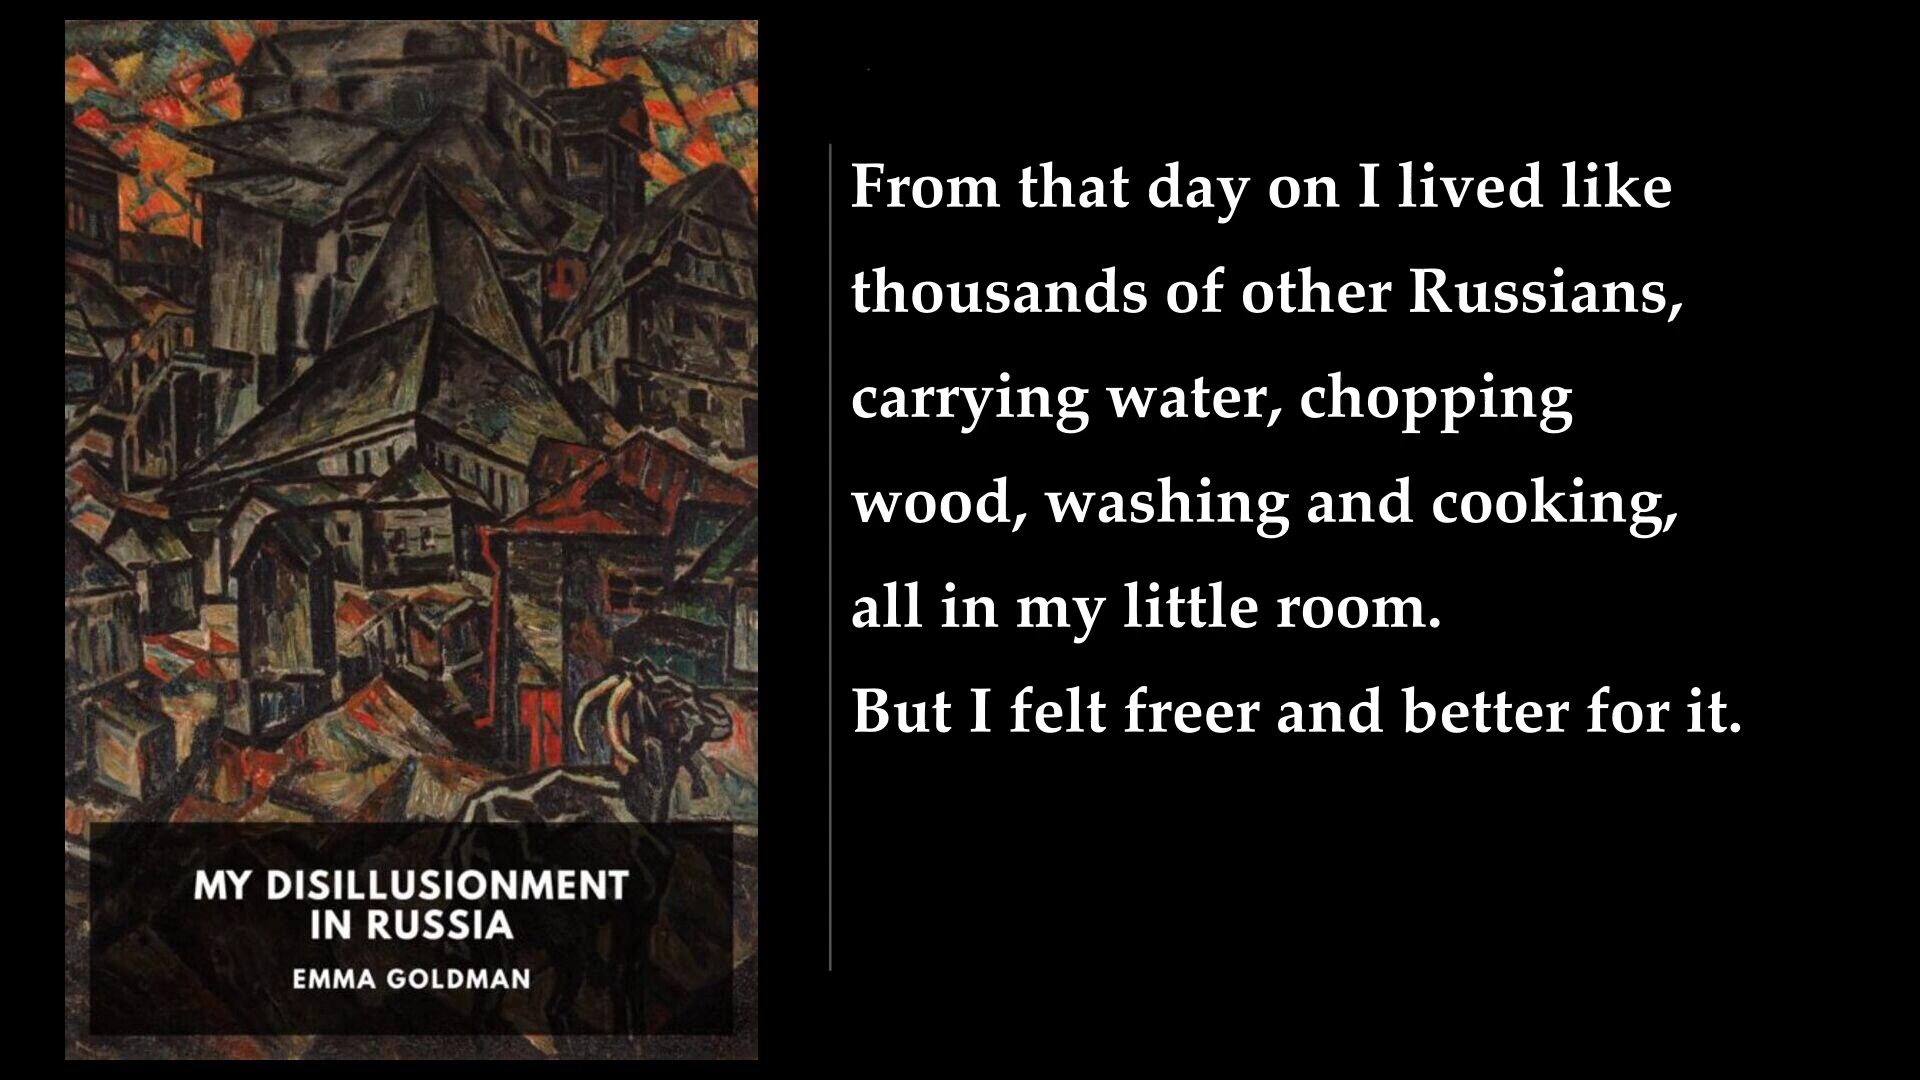 MY DISILLUSIONMENT
IN RUSSIA
EMMA GOLDMAN
From that day on I lived like
thousands of other Russians,
carrying water, chopping
wood, washing and cooking,
all in my little room.
But I felt freer and better for it.